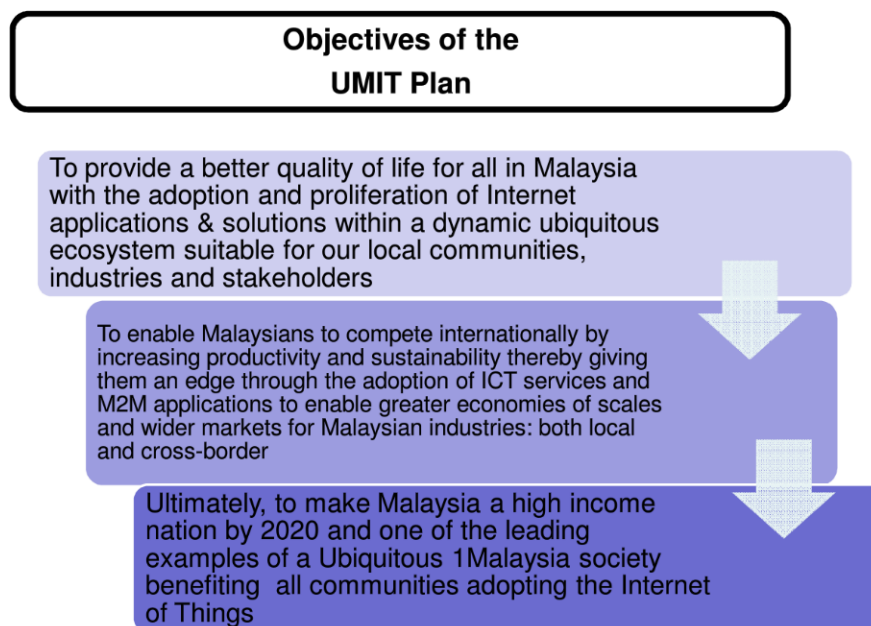 Objectives of the
UMIT Plan
To provide a better quality of life for all in Malaysia
with the adoption and proliferation of Internet
applications & solutions within a dynamic ubiquitous
ecosystem suitable for our local communities,
industries and stakeholders
To enable Malaysians to compete internationally by
increasing productivity and sustainability thereby giving
them an edge through the adoption of ICT services and
M2M applications to enable greater economies of scales
and wider markets for Malaysian industries: both local
and cross-border
Ultimately, to make Malaysia a high income
nation by 2020 and one of the leading
examples of a Ubiquitous 1Malaysia society
benefiting  all communities adopting the Internet
of Things